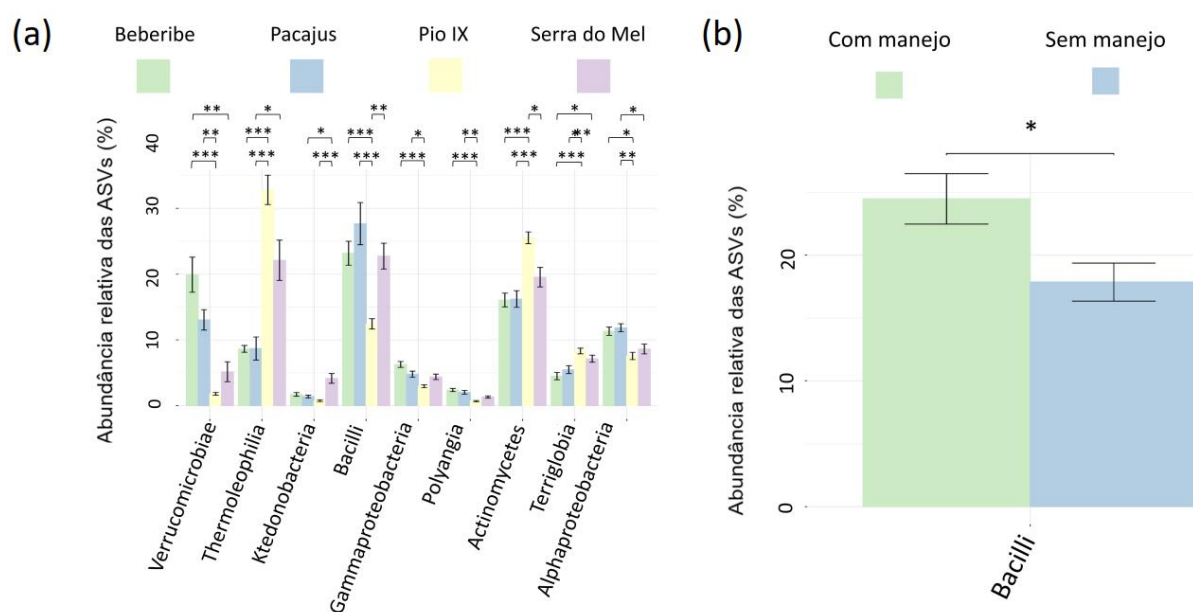 (a)
Beberibe Pacajus Pio IX Serra do Mel
** * ** * * *
** *** * *** * ** *** *** * *
*** *** *** *** *** *** *** *** **
Abundância relativa das ASVs (%)
40
30
20
10
0
Verrucomicrobiae
Thermoleophilia
Ktedonobacteria
Bacilli
Gammaproteobacteria
Polyangia
Actinomycetes
Terriglobia
Alphaproteobacteria
(b)
Com manejo Sem manejo
*
Abundância relativa das ASVs (%)
20
10
0
Bacilli